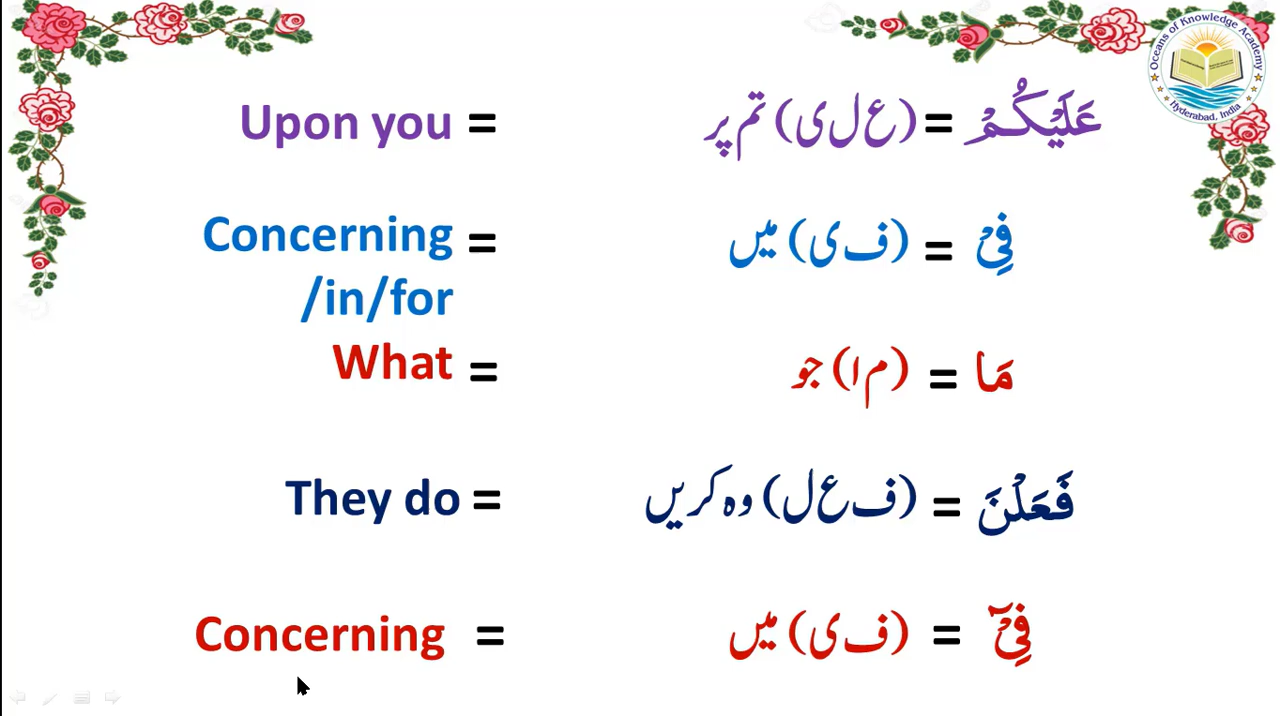 Oceans of Knowledge Academy
Hyderabad, India
عَلَيْكُمْ = (ع ل ی) تم پر = Upon you
فِيْ = (ف ی) میں = Concerning
/in/for
مَا = (م ا) جو = What
فَعَلْنَ = (ف ع ل) وہ کریں = They do
فِيْٓ = (ف ی) میں = Concerning